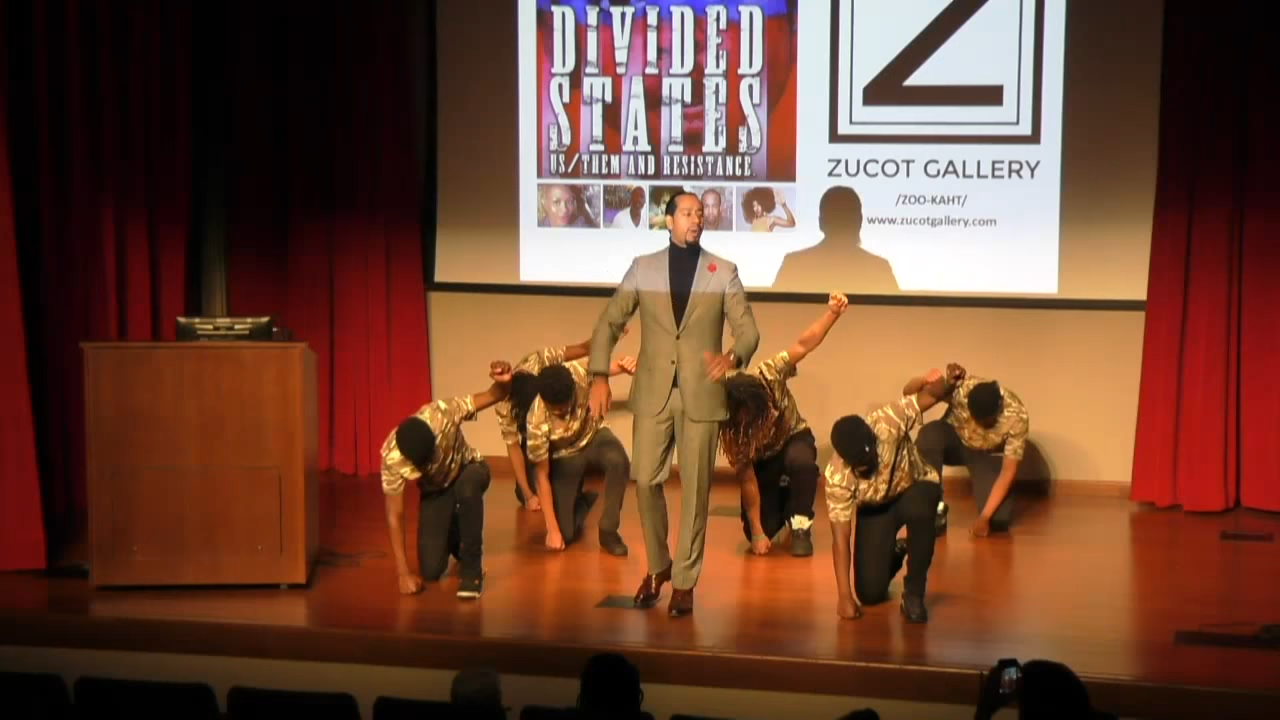 DIVIDED
STATES
US/THEM AND RESISTANCE
Z
ZUCOT GALLERY
/ZOO-KAHT/
www.zucotgallery.com